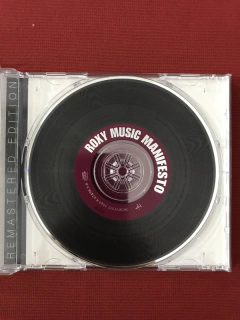 REMASTERED EDITION
ROXY MUSIC MANIFESTO